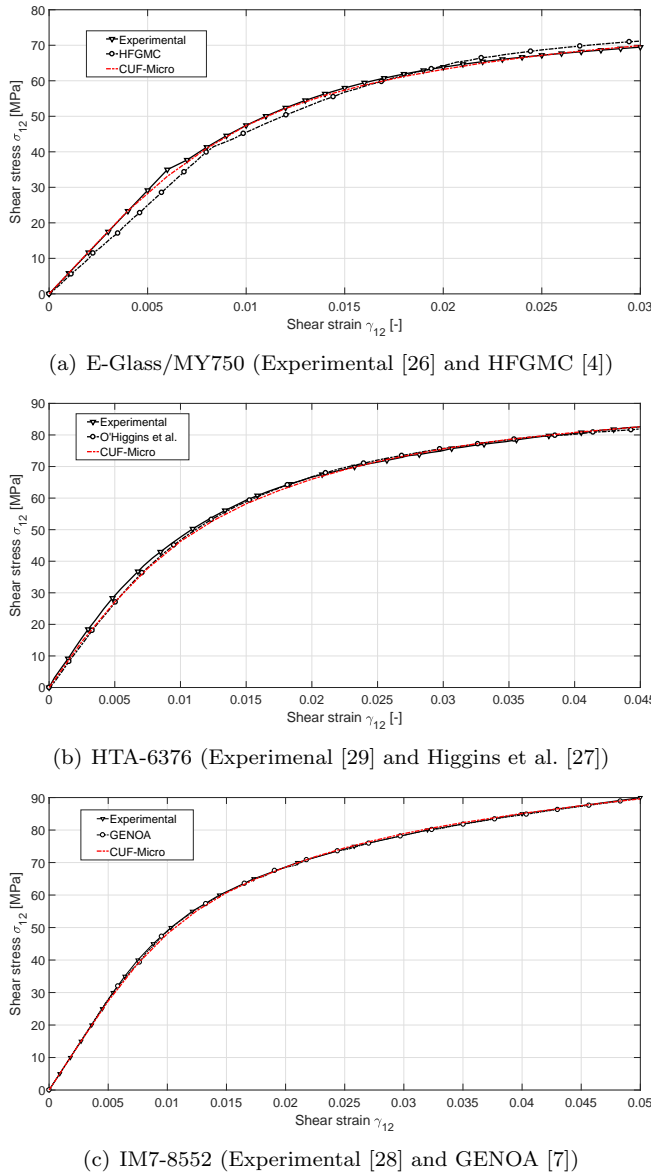 80
70
60
50
40
30
20
10
0
Shear stress σ12 [MPa]
Experimental
HFGMC
CUF-Micro
0 0.005 0.01 0.015 0.02 0.025 0.03
Shear strain γ12 [-]
(a) E-Glass/MY750 (Experimental [26] and HFGMC [4])
90
80
70
60
50
40
30
20
10
0
Shear stress σ12 [MPa]
Experimental
O'Higgins et al.
CUF-Micro
0 0.005 0.01 0.015 0.02 0.025 0.03 0.035 0.04 0.045
Shear strain γ12 [-]
(b) HTA-6376 (Experimenal [29] and Higgins et al. [27])
90
80
70
60
50
40
30
20
10
0
Shear stress σ12 [MPa]
Experimental
GENOA
CUF-Micro
0 0.005 0.01 0.015 0.02 0.025 0.03 0.035 0.04 0.045 0.05
Shear strain γ12
(c) IM7-8552 (Experimental [28] and GENOA [7])